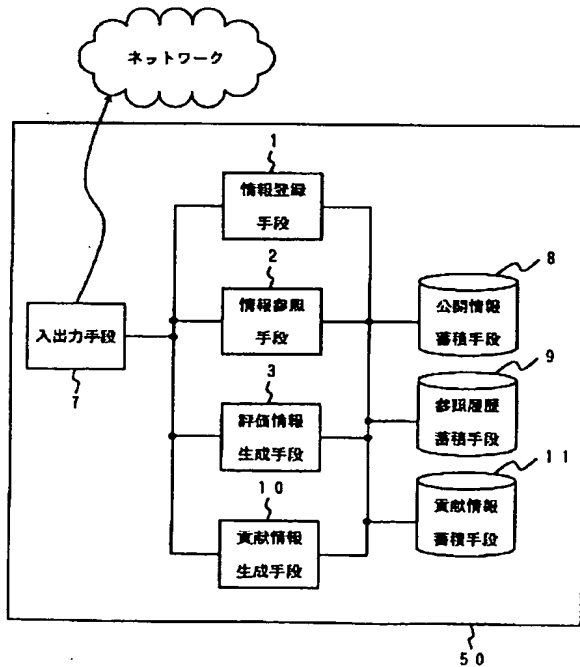 ネットワーク
1
情報登録
手段
2
情報参照
手段
入出力手段
7
3
評価情報
生成手段
10
貢献情報
生成手段
8
公開情報
蓄積手段
9
参照履歴
蓄積手段
11
貢献情報
蓄積手段
50